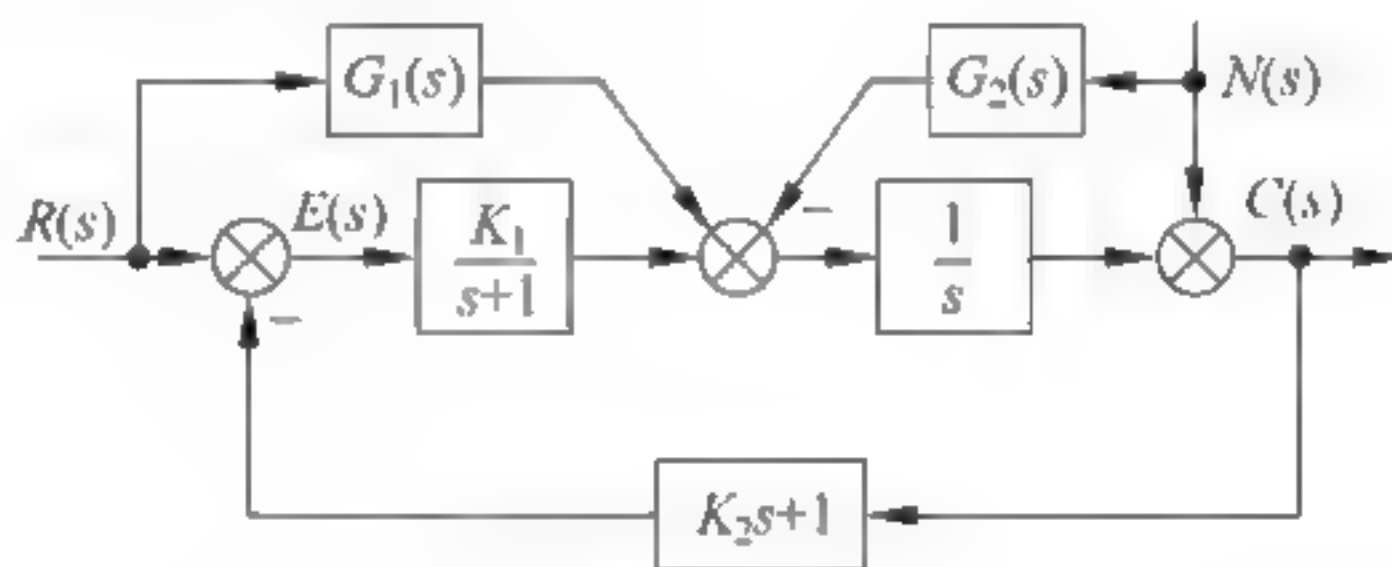 G₁(s)
G₂(s)
N(s)
R(s)
E(s)
K₁
s+1
−
1
s
C(s)
−
K₂s+1